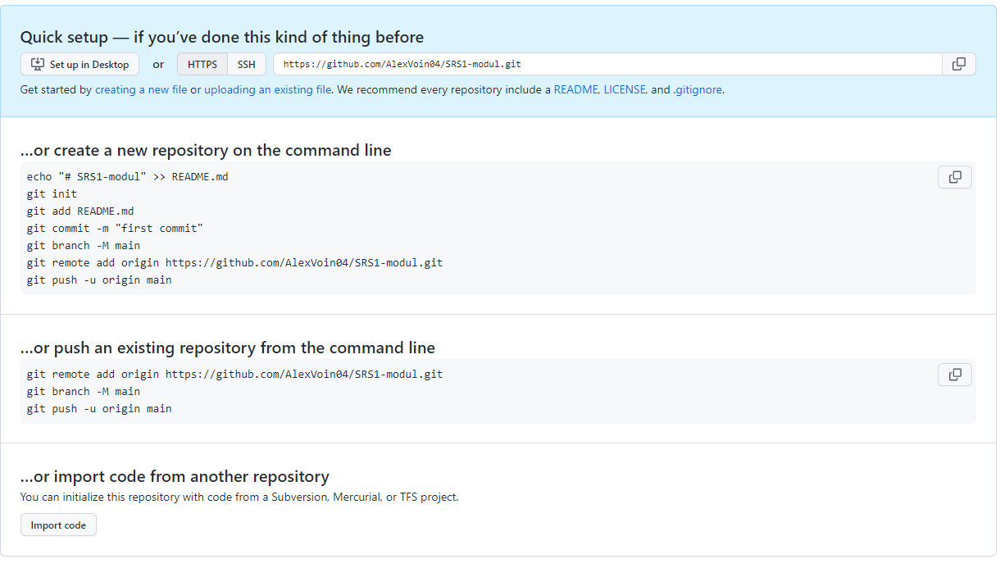 Quick setup — if you’ve done this kind of thing before
Set up in Desktop or HTTPS SSH https://github.com/AlexVoin04/SRS1-modul.git
Get started by creating a new file or uploading an existing file. We recommend every repository include a README, LICENSE, and .gitignore.
…or create a new repository on the command line
echo "# SRS1-modul" >> README.md
git init
git add README.md
git commit -m "first commit"
git branch -M main
git remote add origin https://github.com/AlexVoin04/SRS1-modul.git
git push -u origin main
…or push an existing repository from the command line
git remote add origin https://github.com/AlexVoin04/SRS1-modul.git
git branch -M main
git push -u origin main
…or import code from another repository
You can initialize this repository with code from a Subversion, Mercurial, or TFS project.
Import code